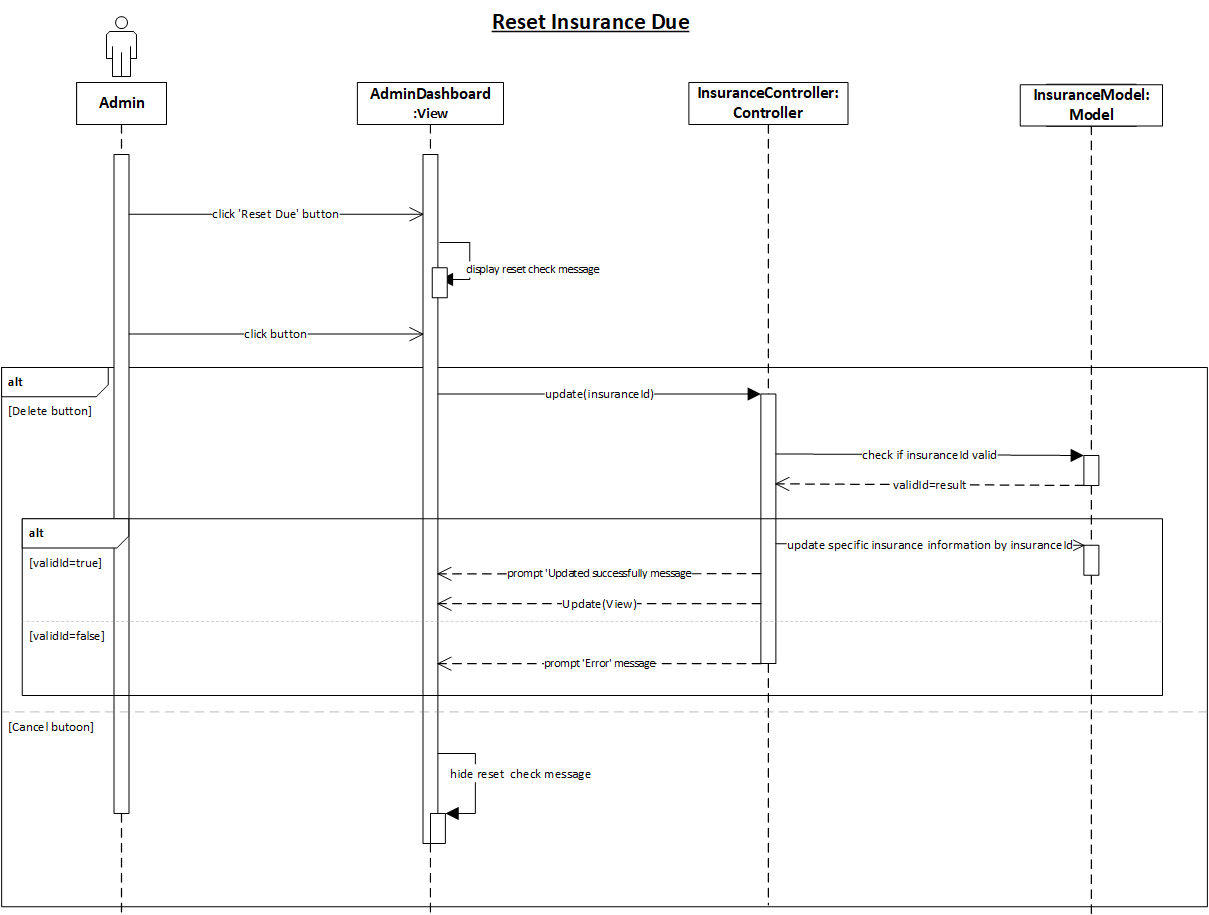 Reset Insurance Due
Admin
AdminDashboard
:View
InsuranceController:
Controller
InsuranceModel:
Model
click 'Reset Due' button
display reset check message
click button
alt
[Delete button]
update(insuranceId)
check if insuranceId valid
validId=result
alt
[validId=true]
update specific insurance information by insuranceId
prompt 'Updated successfully message
Update(View)
[validId=false]
prompt 'Error' message
[Cancel butoon]
hide reset check message